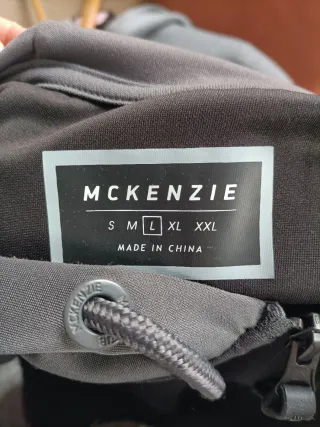 MCKENZIE
S M L XL XXL
MADE IN CHINA
MCKENZIE